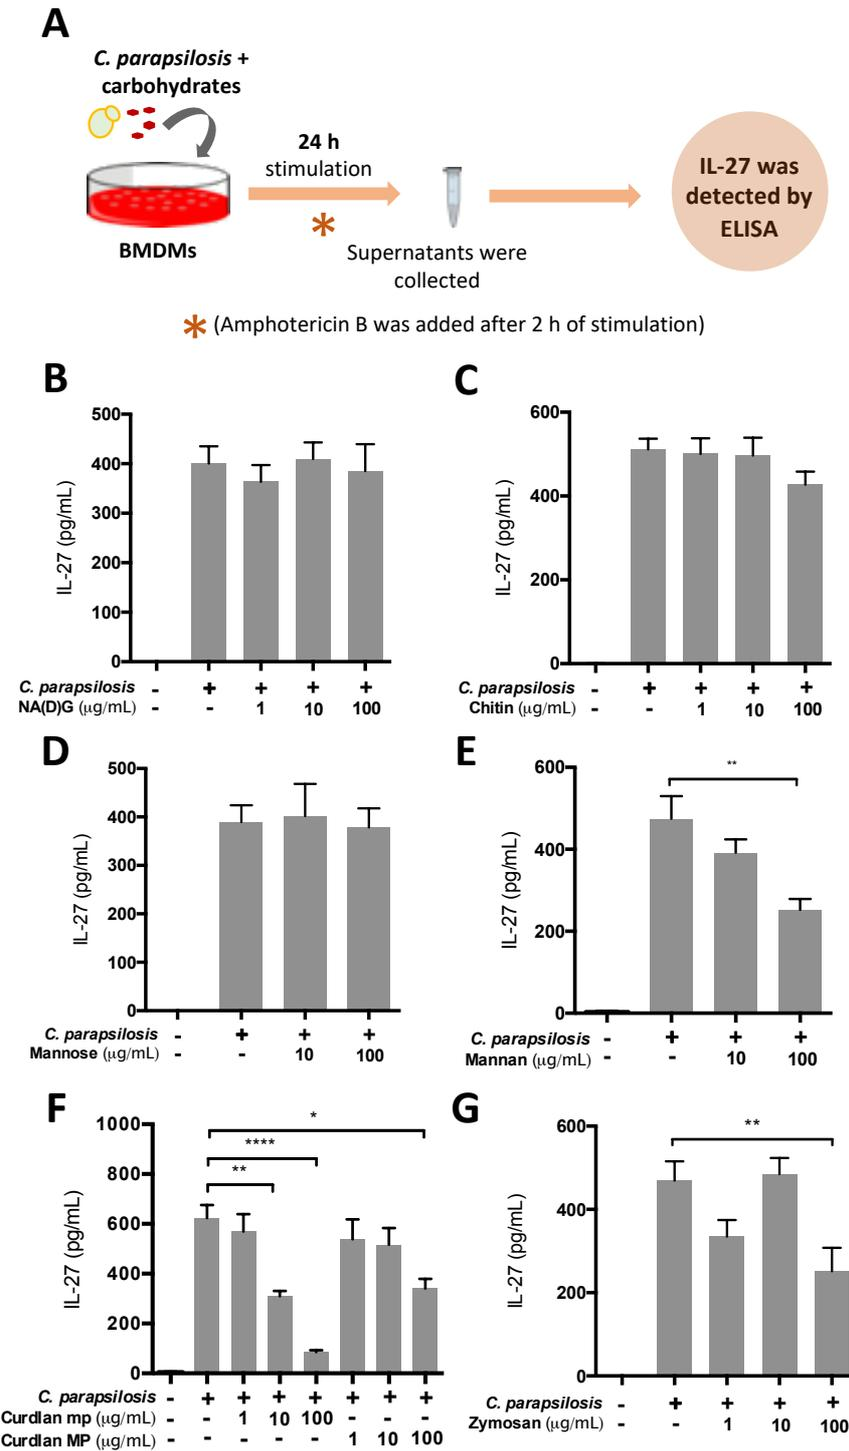 A
C. parapsilosis +
carbohydrates
24 h
stimulation
*
BMDMs
Supernatants were
collected
IL-27 was
detected by
ELISA
* (Amphotericin B was added after 2 h of stimulation)
B
IL-27 (pg/mL)
500
400
300
200
100
0
C. parapsilosis - + + + +
NA(D)G (µg/mL) - - 1 10 100
C
IL-27 (pg/mL)
600
400
200
0
C. parapsilosis - + + + +
Chitin (µg/mL) - - 1 10 100
D
IL-27 (pg/mL)
500
400
300
200
100
0
C. parapsilosis - + + +
Mannose (µg/mL) - - 10 100
E
IL-27 (pg/mL)
600
400
200
0
**
C. parapsilosis - + + +
Mannan (µg/mL) - - 10 100
F
IL-27 (pg/mL)
1000
800
600
400
200
0
*
****
**
C. parapsilosis - + + + + + + +
Curdlan mp (µg/mL) - - 1 10 100 - - -
Curdlan MP (µg/mL) - - - - - 1 10 100
G
IL-27 (pg/mL)
600
400
200
0
**
C. parapsilosis - + + + +
Zymosan (µg/mL) - - 1 10 100